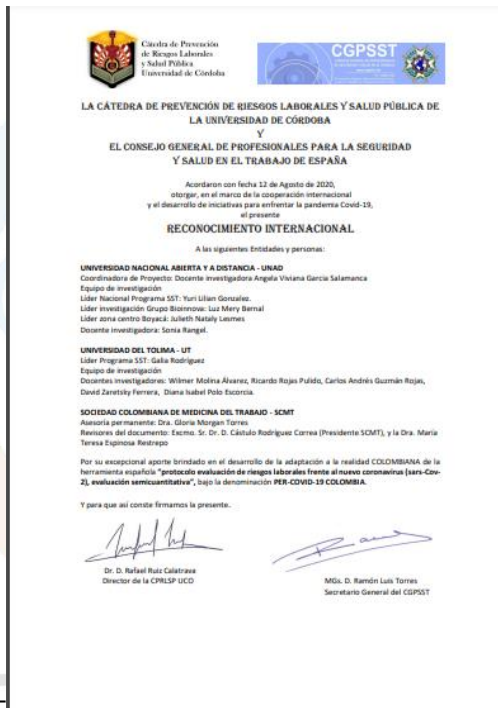 Cátedra de Prevención
de Riesgos Laborales
y Salud Pública
Universidad de Córdoba
CGPSST
LA CÁTEDRA DE PREVENCIÓN DE RIESGOS LABORALES Y SALUD PÚBLICA DE
LA UNIVERSIDAD DE CÓRDOBA
Y
EL CONSEJO GENERAL DE PROFESIONALES PARA LA SEGURIDAD
Y SALUD EN EL TRABAJO DE ESPAÑA
Acordaron con fecha 12 de Agosto de 2020,
otorgar, en el marco de la cooperación internacional
y el desarrollo de iniciativas para enfrentar la pandemia Covid-19,
el presente
RECONOCIMIENTO INTERNACIONAL
A las siguientes Entidades y personas:
UNIVERSIDAD NACIONAL ABIERTA Y A DISTANCIA - UNAD
Coordinadora de Proyecto: Docente investigadora Angela Viviana García Salamanca
Equipo de investigación
Líder Nacional Programa SST: Yuri Lilian González.
Líder investigación Grupo Bioinnova: Luz Mery Bernal
Líder zona centro Boyacá: Julieth Nataly Lesmes
Docente investigadora: Sonia Rangel.
UNIVERSIDAD DEL TOLIMA - UT
Líder Programa SST: Galia Rodríguez
Equipo de investigación
Docentes investigadores: Wilmer Molina Álvarez, Ricardo Rojas Pulido, Carlos Andrés Guzmán Rojas,
David Zaretsky Ferrera, Diana Isabel Polo Escorcia.
SOCIEDAD COLOMBIANA DE MEDICINA DEL TRABAJO - SCMT
Asesoría permanente: Dra. Gloria Morgan Torres
Revisores del documento: Excmo. Sr. Dr. D. Cástulo Rodríguez Correa (Presidente SCMT), y la Dra. María
Teresa Espinosa Restrepo
Por su excepcional aporte brindado en el desarrollo de la adaptación a la realidad COLOMBIANA de la
herramienta española "protocolo evaluación de riesgos laborales frente al nuevo coronavirus (sars-Cov-
2), evaluación semicuantitativa", bajo la denominación PER-COVID-19 COLOMBIA.
Y para que así conste firmamos la presente.
Dr. D. Rafael Ruiz Calatrava
Director de la CPRLSP UCO
MGs. D. Ramón Luis Torres
Secretario General del CGPSST